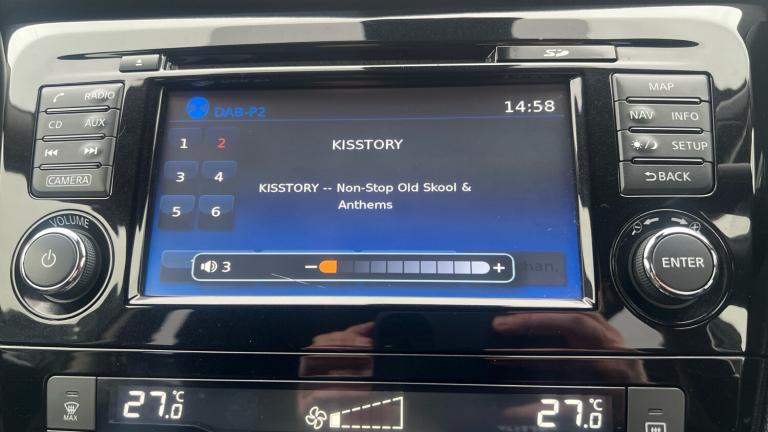 SD
RADIO
CD AUX
CAMERA
VOLUME
DAB-P2
14:58
1 2
3 4
5 6
KISSTORY
KISSTORY -- Non-Stop Old Skool &
Anthems
3 − +
chan.
MAP
NAV INFO
SETUP
BACK
ENTER
MAX
27.0 °C
27.0 °C